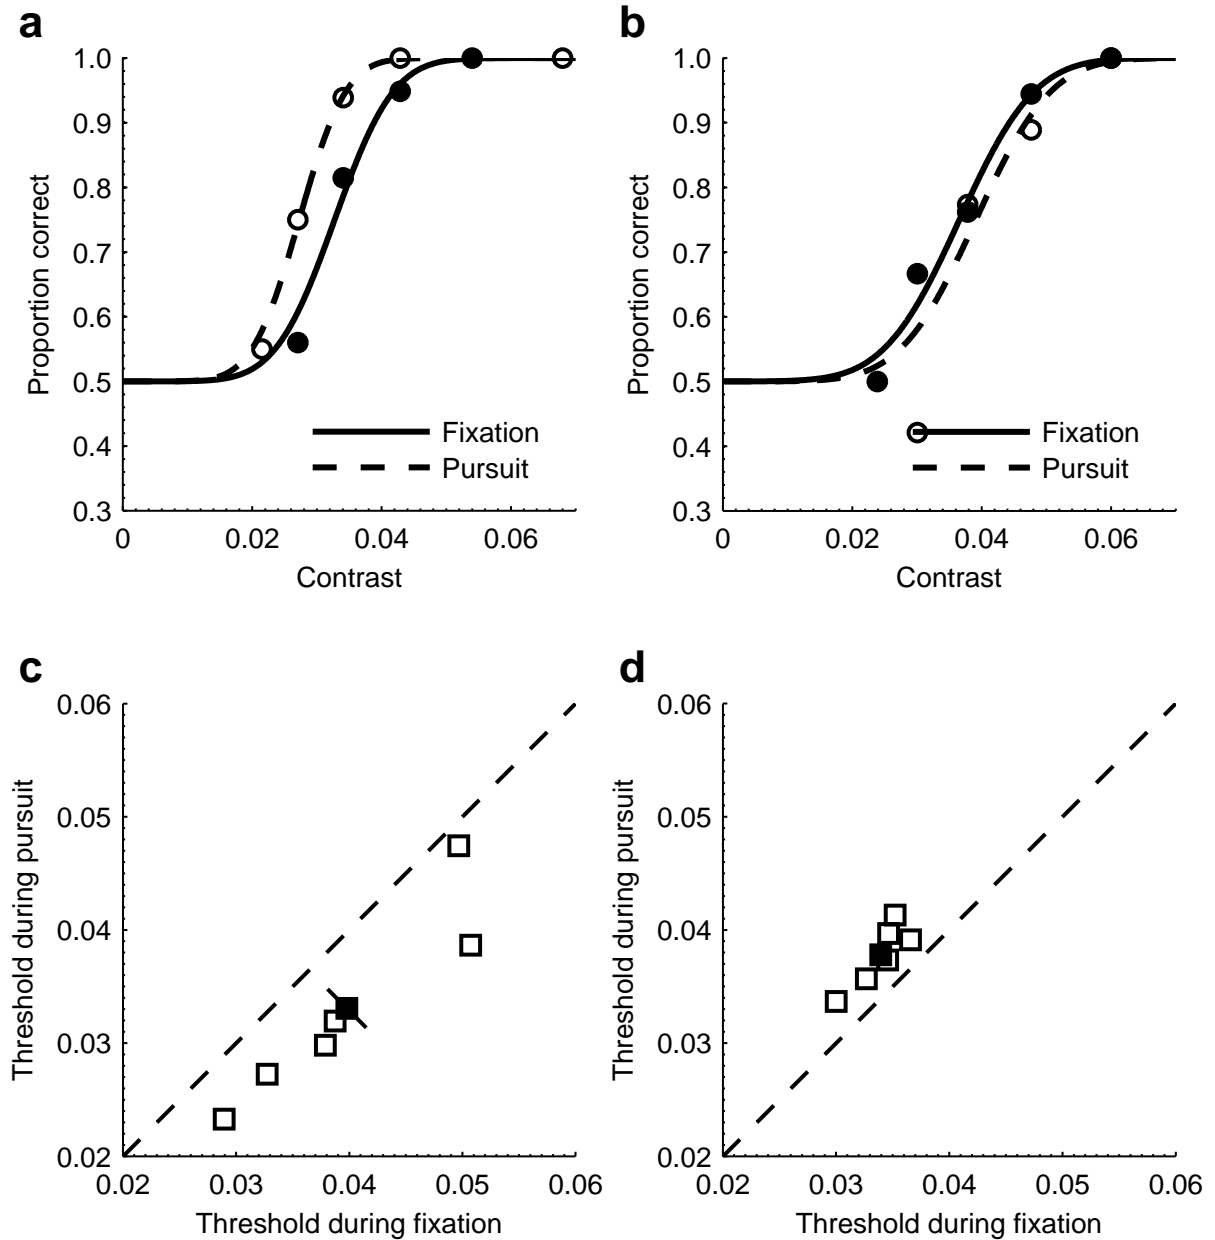 a
1.0
0.9
0.8
0.7
0.6
0.5
0.4
0.3
Proportion correct
Fixation
Pursuit
0 0.02 0.04 0.06
Contrast
b
1.0
0.9
0.8
0.7
0.6
0.5
0.4
0.3
Proportion correct
Fixation
Pursuit
0 0.02 0.04 0.06
Contrast
c
0.06
0.05
0.04
0.03
0.02
Threshold during pursuit
0.02 0.03 0.04 0.05 0.06
Threshold during fixation
d
0.06
0.05
0.04
0.03
0.02
Threshold during pursuit
0.02 0.03 0.04 0.05 0.06
Threshold during fixation